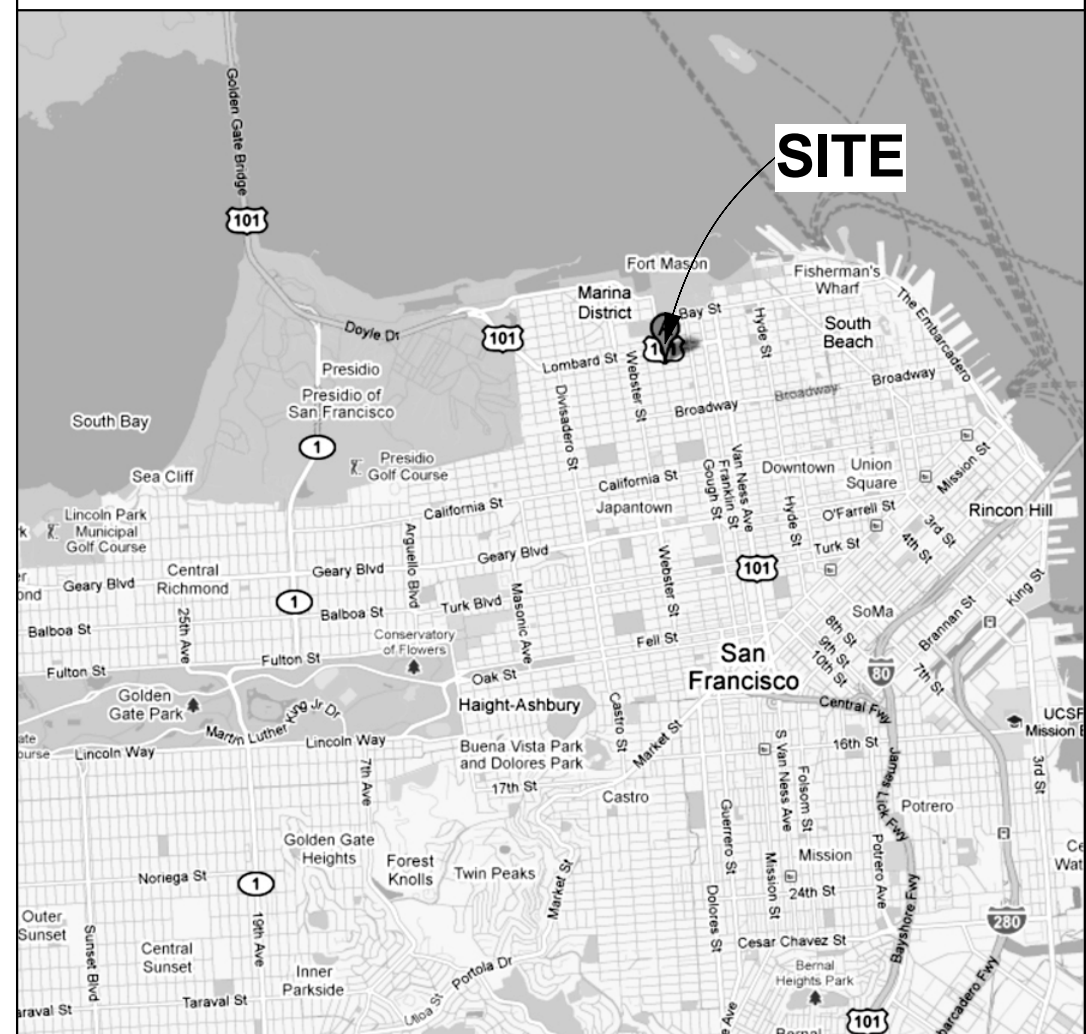 Golden Gate Bridge
SITE
101
Fort Mason
Fisherman's
Wharf
Marina
District
Bay St
Hyde St
The Embarcadero
South
Beach
Doyle Dr
101
Lombard St
Webster St
Presidio
Presidio of
San Francisco
Divisadero St
Broadway
Broadway
Broadway
South Bay
1
Presidio
Golf Course
Sea Cliff
California St
California St
Japantown
Gough St
Franklin St
Van Ness Ave
Downtown
Union
Square
Mission St
Hyde St
O'Farrell St
Rincon Hill
Lincoln Park
Municipal
Golf Course
Arguello Blvd
Geary Blvd
Webster St
101
Turk St
3rd St
4th St
Geary Blvd
Central
Richmond
Geary Blvd
1
Balboa St
Turk Blvd
Masonic Ave
King St
Brannan St
SoMa
Balboa St
25th Ave
Conservatory
of Flowers
Fell St
8th St
9th St
10th St
80
7th St
Fulton St
Fulton St
Oak St
San
Francisco
Golden
Gate Park
Martin Luther King Jr Dr
Haight-Ashbury
Castro St
Central Fwy
UCSF
Mission
Lincoln Way
Lincoln Way
Buena Vista Park
and Dolores Park
Market St
S Van Ness Ave
16th St
James Lick Fwy
3rd St
7th Ave
17th St
Castro
Folsom St
Potrero
Guerrero St
Golden Gate
Heights
Forest
Knolls
Twin Peaks
Market St
Mission
Mission St
24th St
Potrero Ave
Noriega St
1
Dolores St
Bayshore Fwy
280
Outer
Sunset
Sunset Blvd
Central
Sunset
19th Ave
Inner
Parkside
Portola Dr
Cesar Chavez St
Bernal
Heights Park
Taraval St
Ulloa St
araval St
101
barcadero Fwy